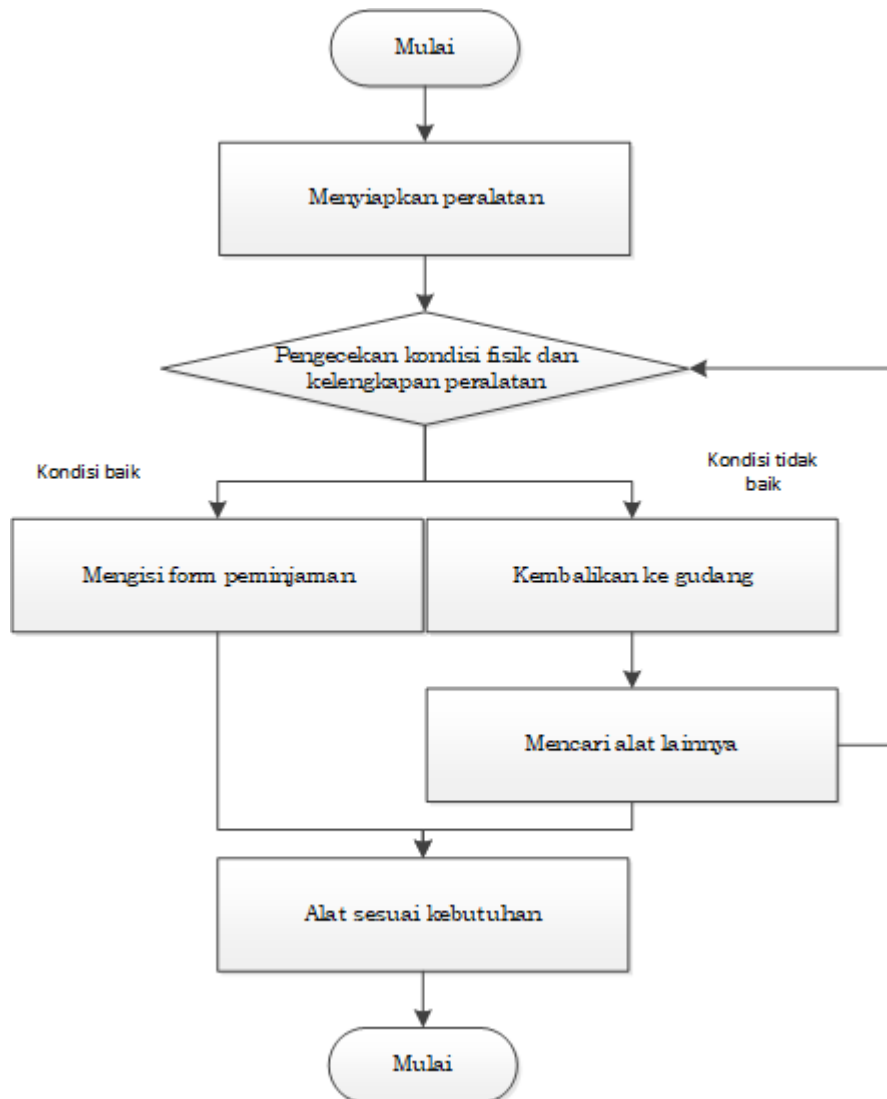 Mulai
Menyiapkan peralatan
Pengecekan kondisi fisik dan
kelengkapan peralatan
Kondisi baik
Kondisi tidak
baik
Mengisi form peminjaman
Kembalikan ke gudang
Mencari alat lainnya
Alat sesuai kebutuhan
Mulai